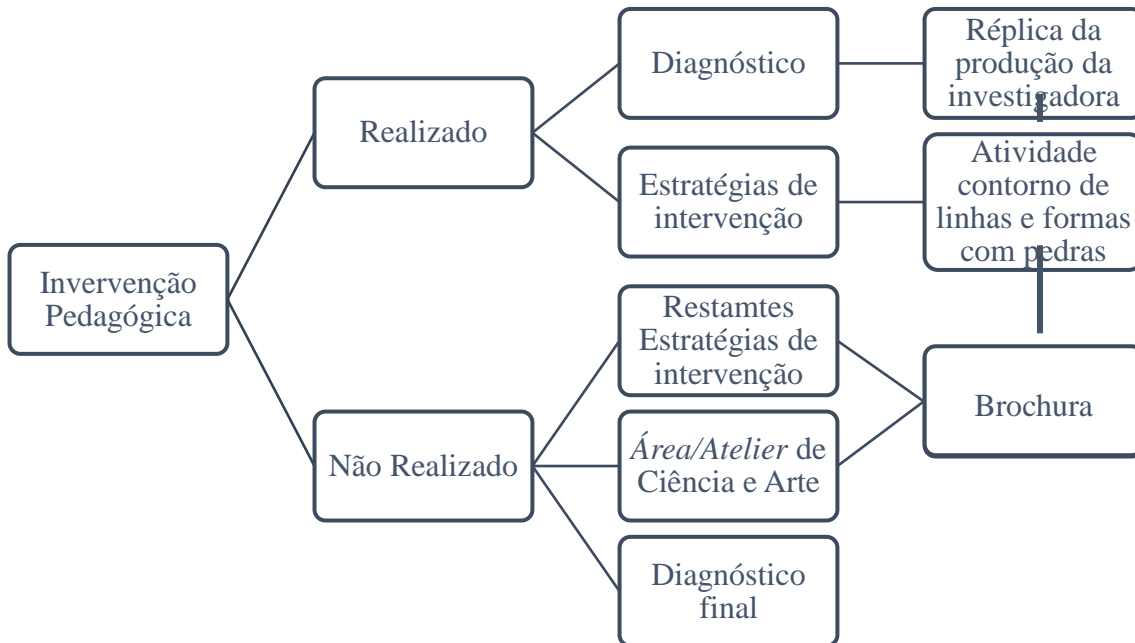 Invervenção
Pedagógica
Realizado
Diagnóstico
Réplica da
produção da
investigadora
Estratégias de
intervenção
Atividade
contorno de
linhas e formas
com pedras
Não Realizado
Restamtes
Estratégias de
intervenção
Área/Atelier de
Ciência e Arte
Diagnóstico
final
Brochura